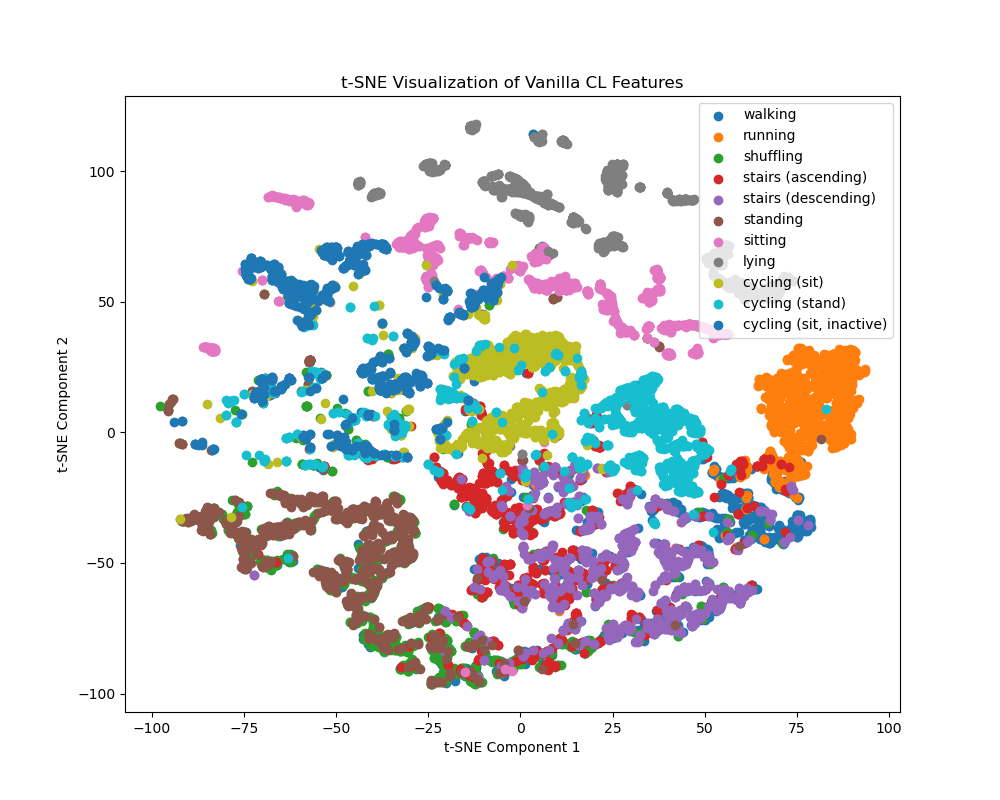 t-SNE Visualization of Vanilla CL Features
walking
running
shuffling
stairs (ascending)
stairs (descending)
standing
sitting
lying
cycling (sit)
cycling (stand)
cycling (sit, inactive)
100
50
0
−50
−100
t-SNE Component 2
−100
−75
−50
−25
0
25
50
75
100
t-SNE Component 1